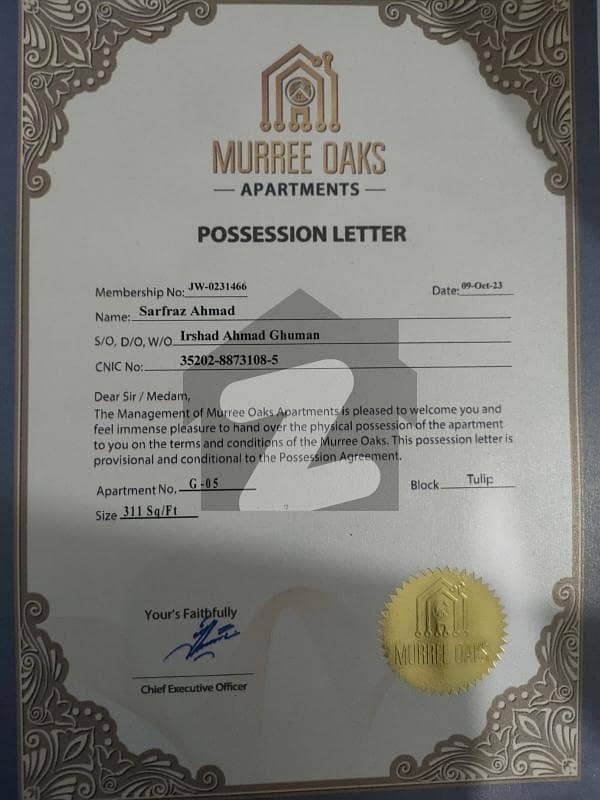 MURREE OAKS
— APARTMENTS —
POSSESSION LETTER
Membership No: JW-0231466 Date: 09-Oct-23
Name: Sarfraz Ahmad
S/O, D/O, W/O Irshad Ahmad Ghuman
CNIC No: 35202-8873108-5
Dear Sir / Medam,
The Management of Murree Oaks Apartments is pleased to welcome you and
feel immense pleasure to hand over the physical possession of the apartment
to you on the terms and conditions of the Murree Oaks. This possession letter is
provisional and conditional to the Possession Agreement.
Apartment No, G-05 Block Tulip
Size 311 Sq/Ft
Your's Faithfully
Chief Executive Officer
MURREE OAKS